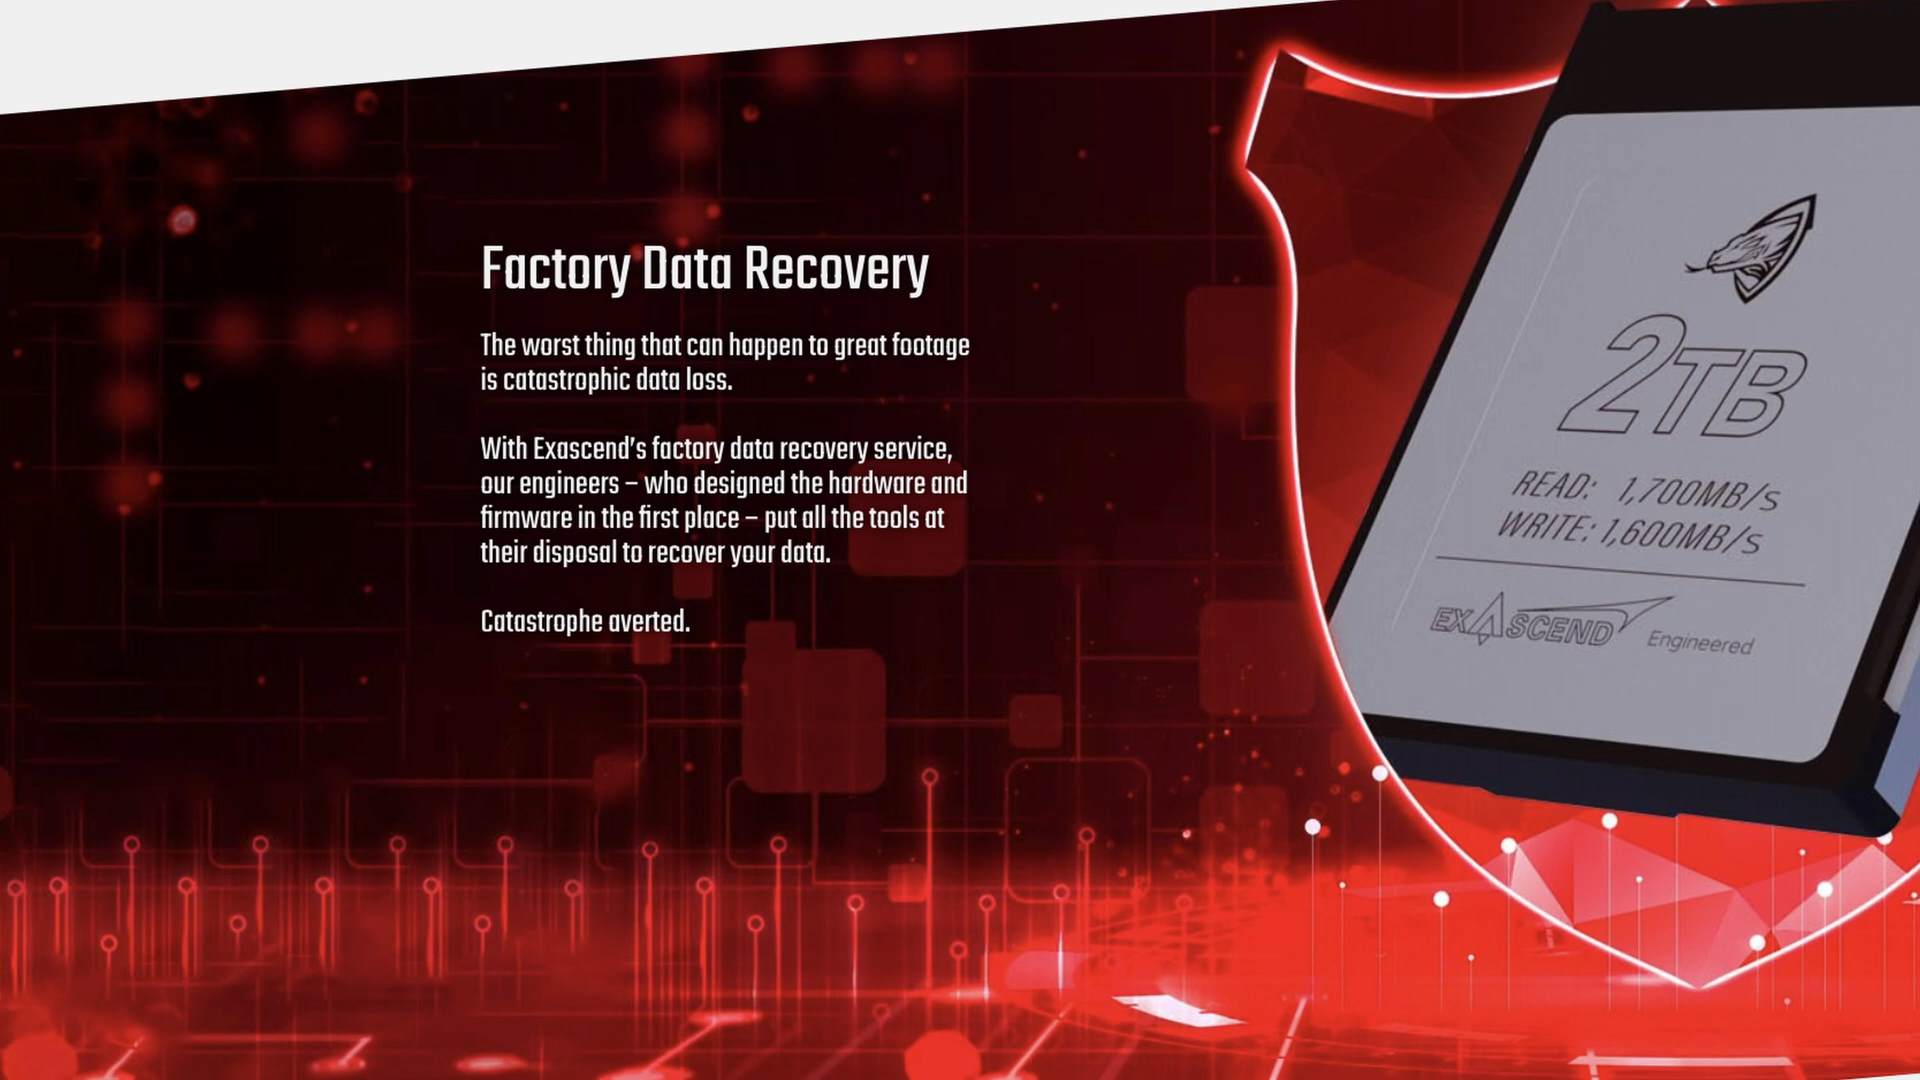 Factory Data Recovery
The worst thing that can happen to great footage
is catastrophic data loss.
With Exascend’s factory data recovery service,
our engineers – who designed the hardware and
firmware in the first place – put all the tools at
their disposal to recover your data.
Catastrophe averted.
2TB
READ: 1,700MB/s
WRITE: 1,600MB/s
EXASCEND Engineered